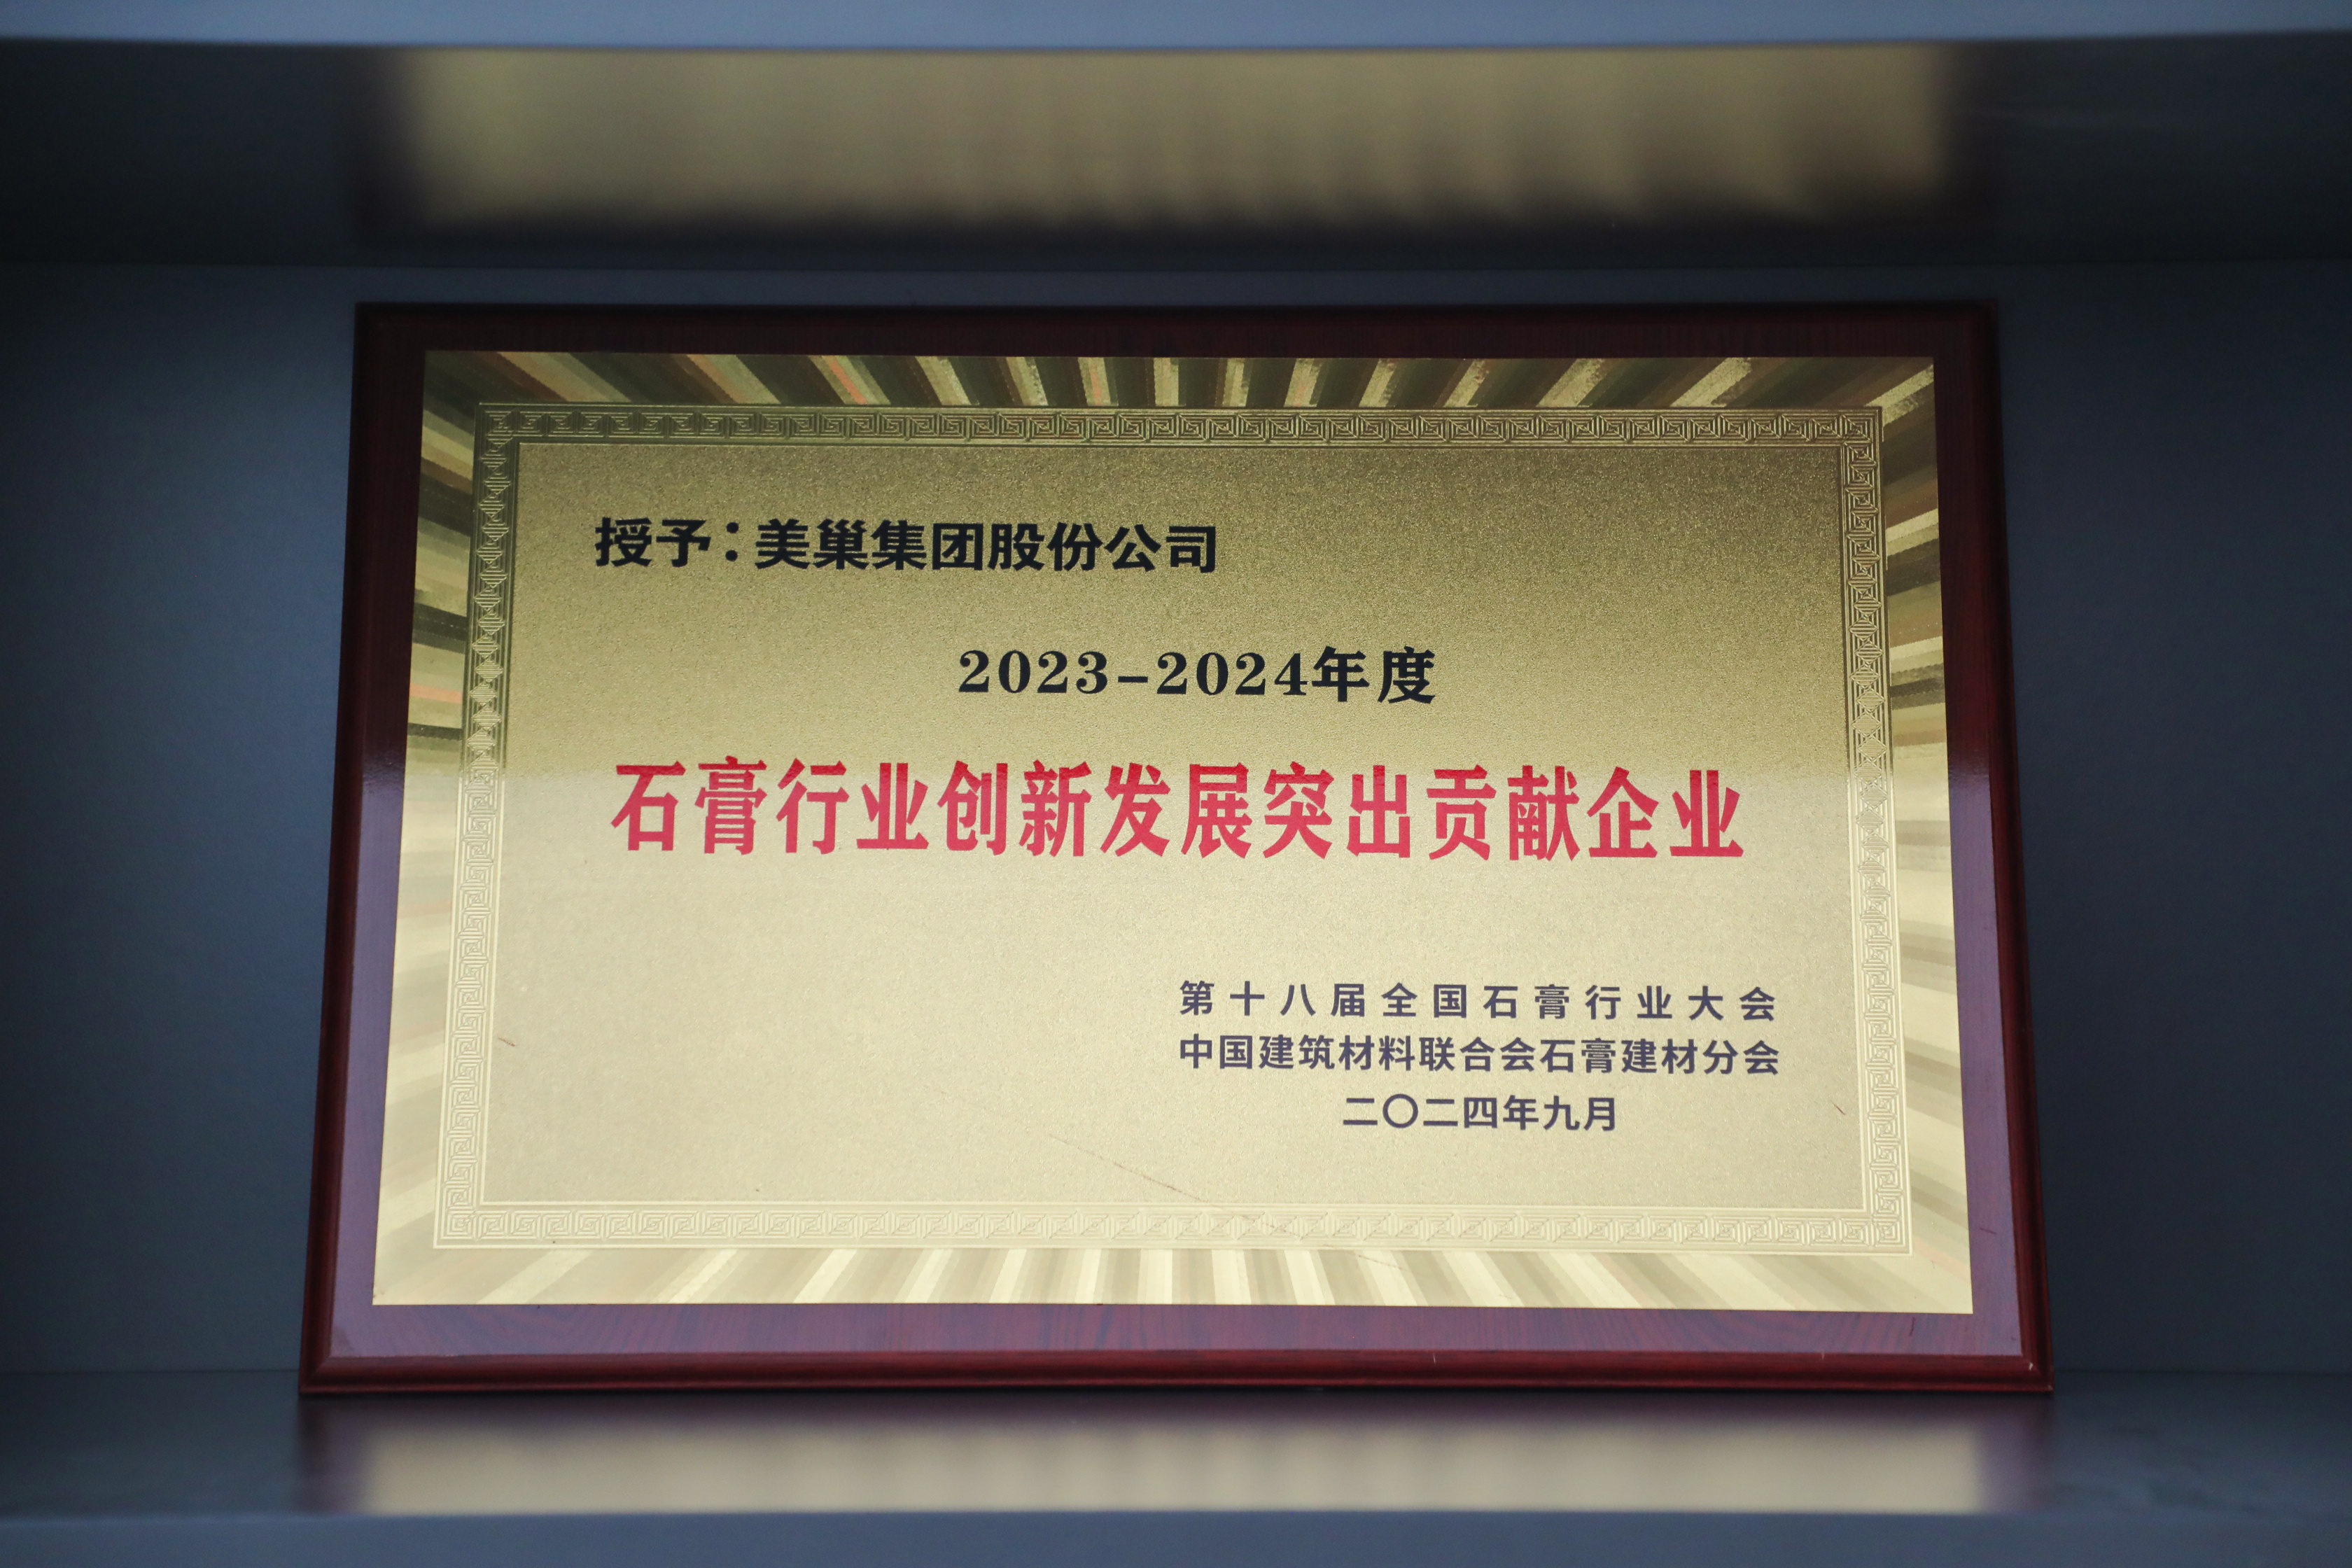 授予：美巢集团股份公司
2023-2024年度
石膏行业创新发展突出贡献企业
第十八届全国石膏行业大会
中国建筑材料联合会石膏建材分会
二〇二四年九月